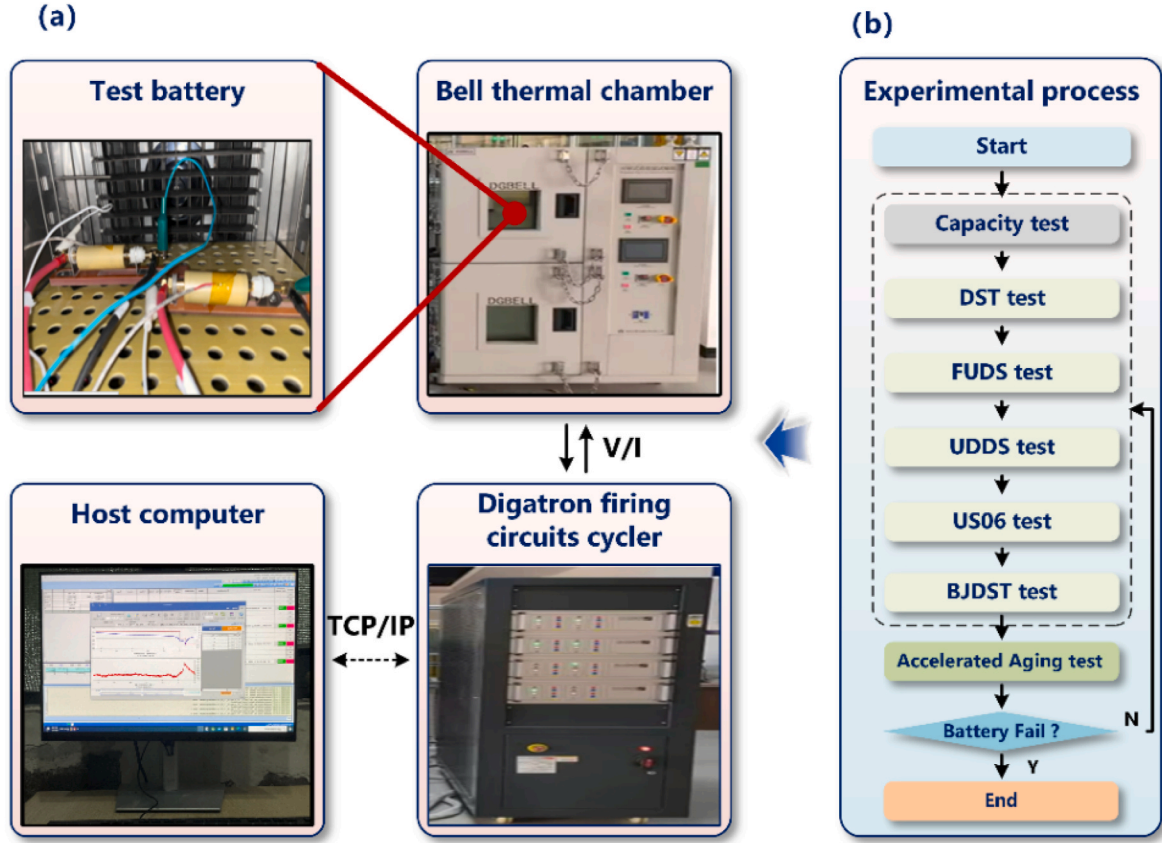 (a)
Test battery
Bell thermal chamber
DGBELL
DGBELL
V/I
Host computer
Digatron firing
circuits cycler
TCP/IP
(b)
Experimental process
Start
Capacity test
DST test
FUDS test
UDDS test
US06 test
BJDST test
Accelerated Aging test
Battery Fail ?
N
Y
End